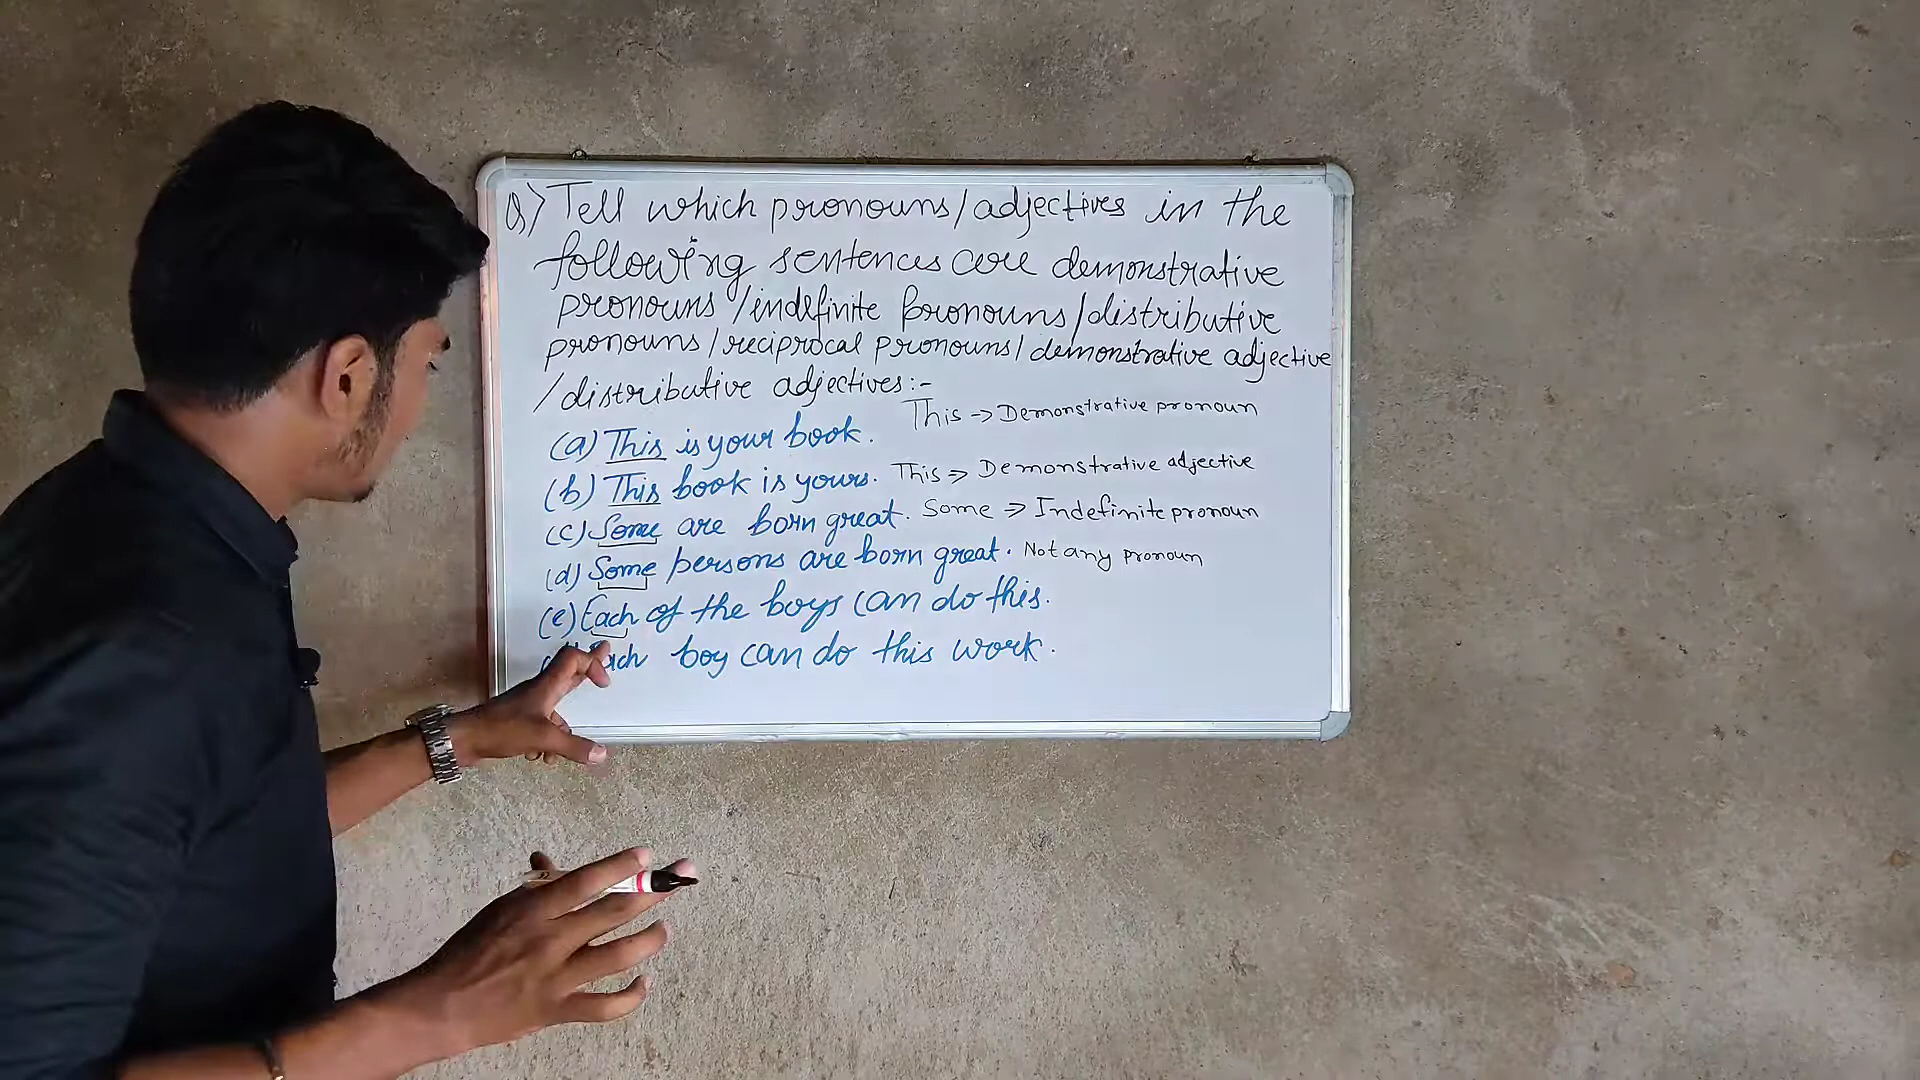 Q) Tell which pronouns/adjectives in the
following sentences are demonstrative
pronouns/indefinite pronouns/distributive
pronouns/reciprocal pronouns/demonstrative adjective
/distributive adjectives:-
(a) This is your book. This -> Demonstrative pronoun
(b) This book is yours. This => Demonstrative adjective
(c) Some are born great. Some => Indefinite pronoun
(d) Some persons are born great. Not any pronoun
(e) Each of the boys can do this.
Each boy can do this work.